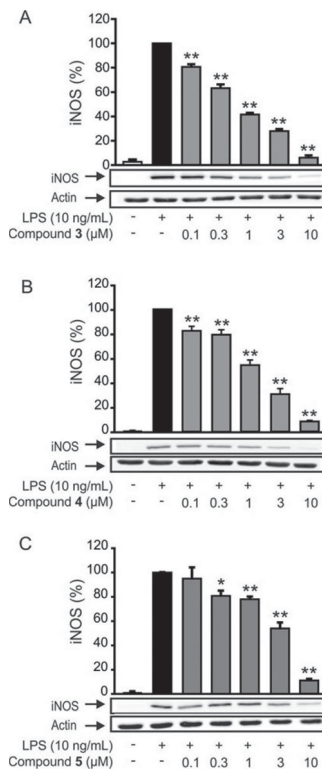 A
120
100
** **
80
**
60
**
40
**
20
**
0
iNOS (%)
iNOS
Actin
LPS (10 ng/mL) - + + + + + +
Compound 3 (µM) - - 0.1 0.3 1 3 10
B
120
100
** **
80
**
60
**
40
**
20
0
iNOS (%)
iNOS
Actin
LPS (10 ng/mL) - + + + + + +
Compound 4 (µM) - - 0.1 0.3 1 3 10
C
120
100
* **
80
**
60
40
**
20
0
iNOS (%)
iNOS
Actin
LPS (10 ng/mL) - + + + + + +
Compound 5 (µM) - - 0.1 0.3 1 3 10